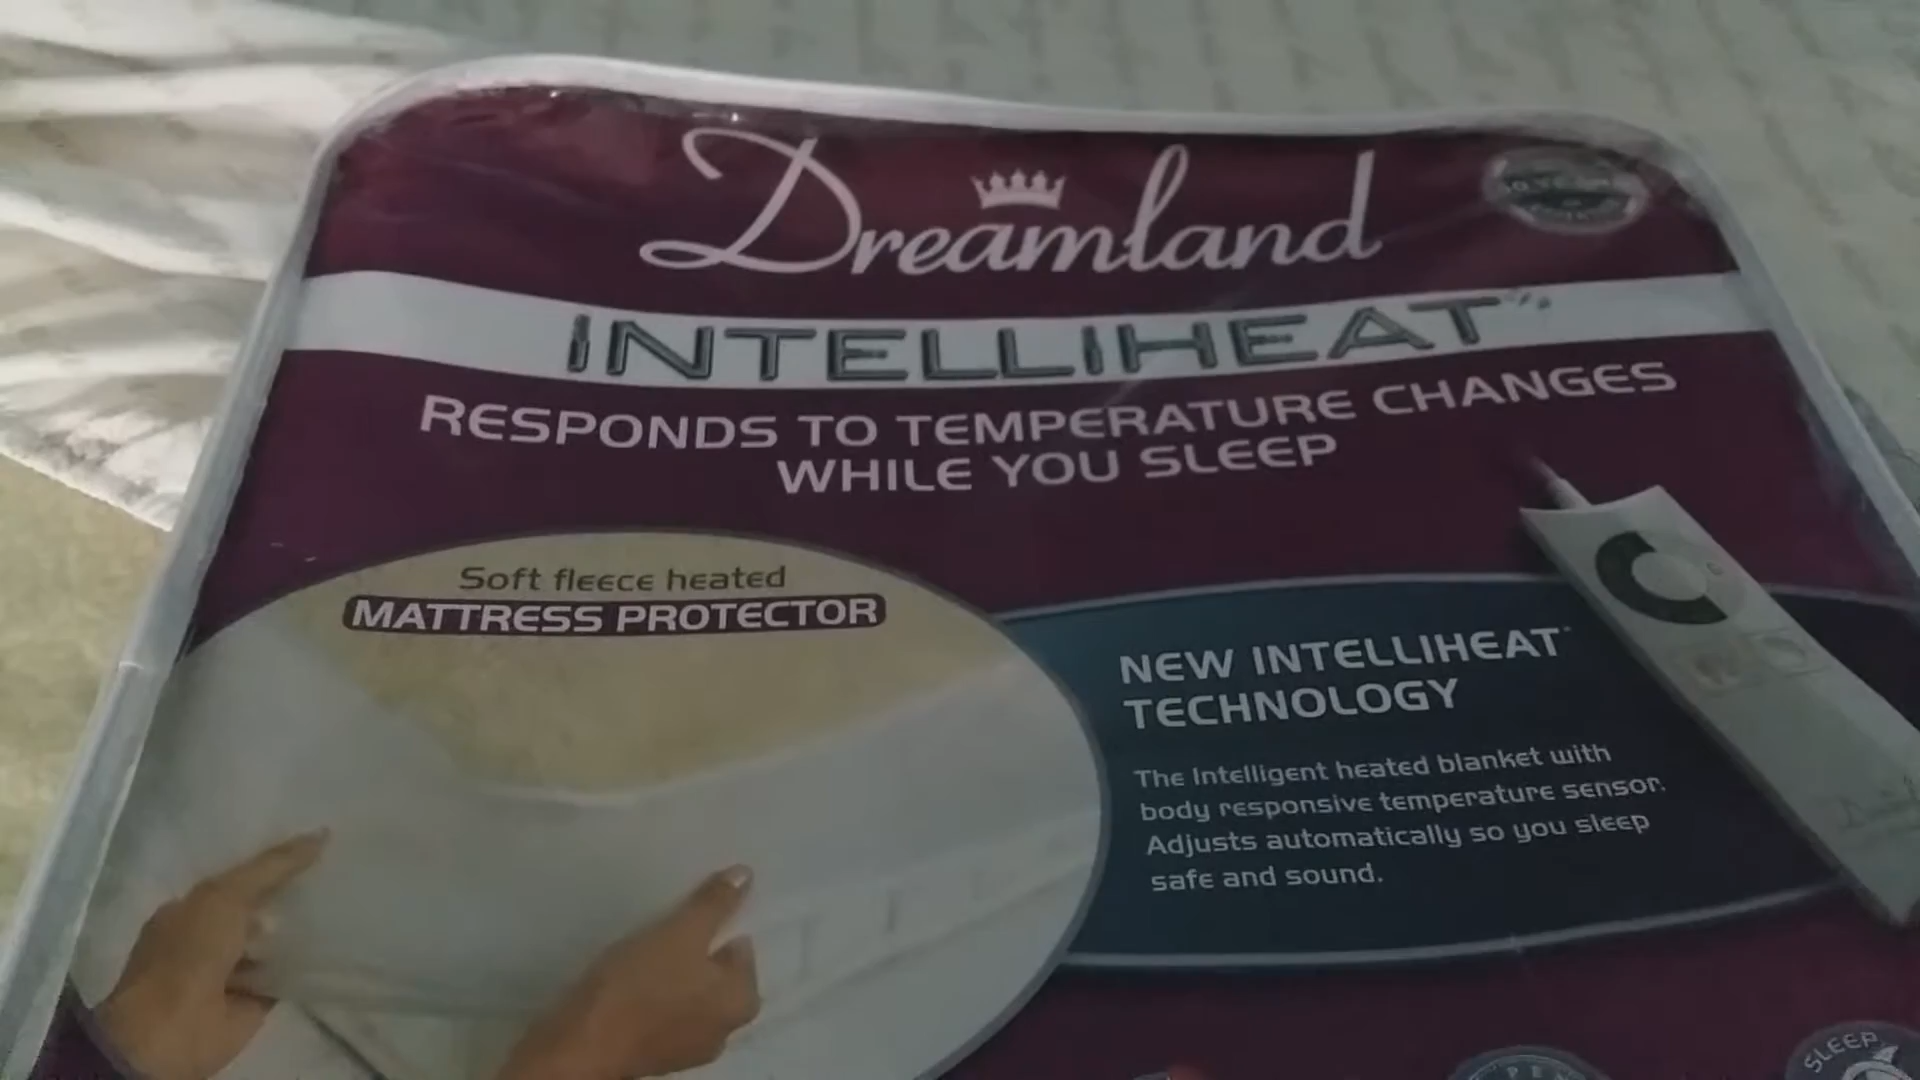 Dreamland
INTELLIHEAT
RESPONDS TO TEMPERATURE CHANGES
WHILE YOU SLEEP
Soft fleece heated
MATTRESS PROTECTOR
NEW INTELLIHEAT
TECHNOLOGY
The Intelligent heated blanket with
body responsive temperature sensor.
Adjusts automatically so you sleep
safe and sound.
SLEEP